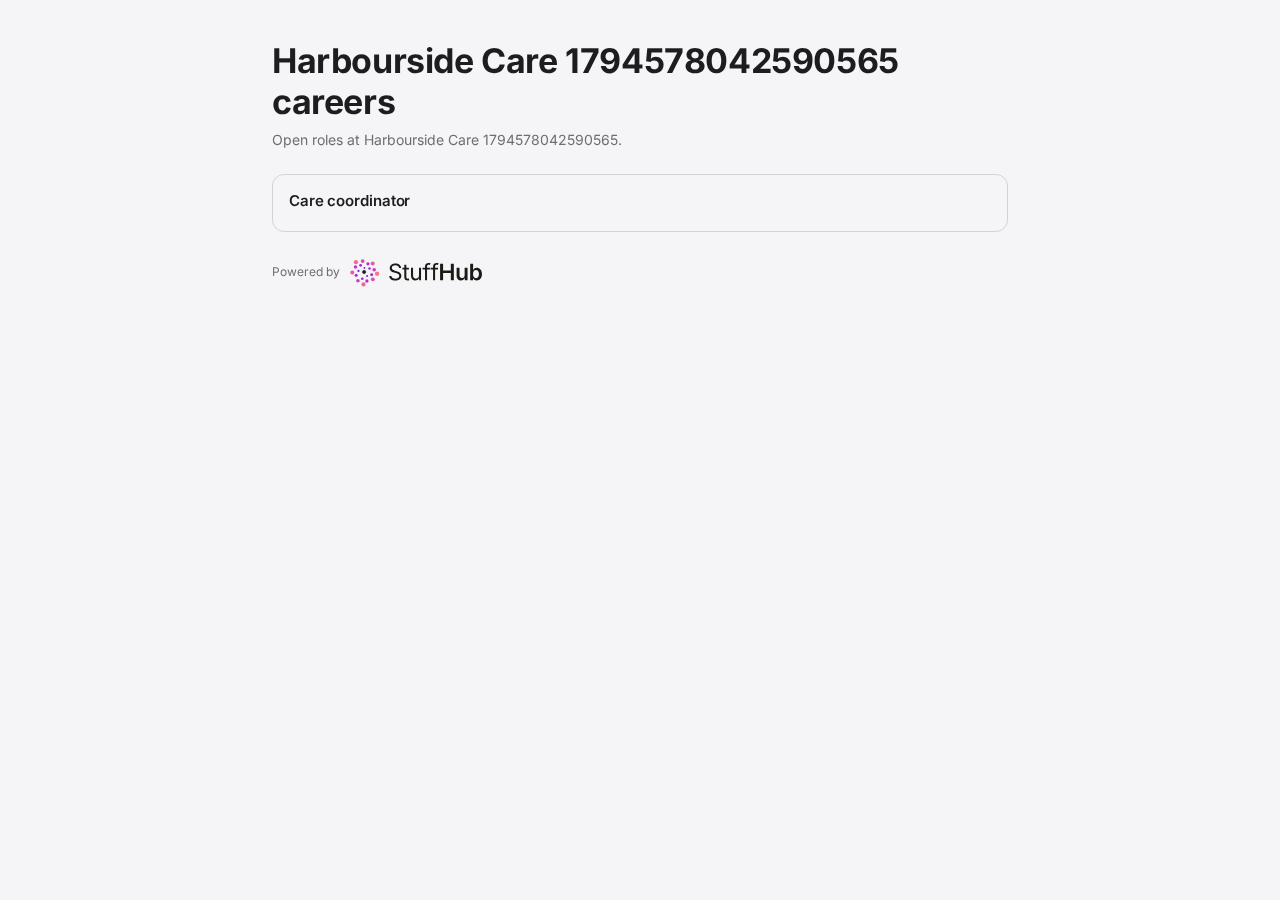 Harbourside Care 1794578042590565
careers
Open roles at Harbourside Care 1794578042590565.
Care coordinator
Powered by StuffHub